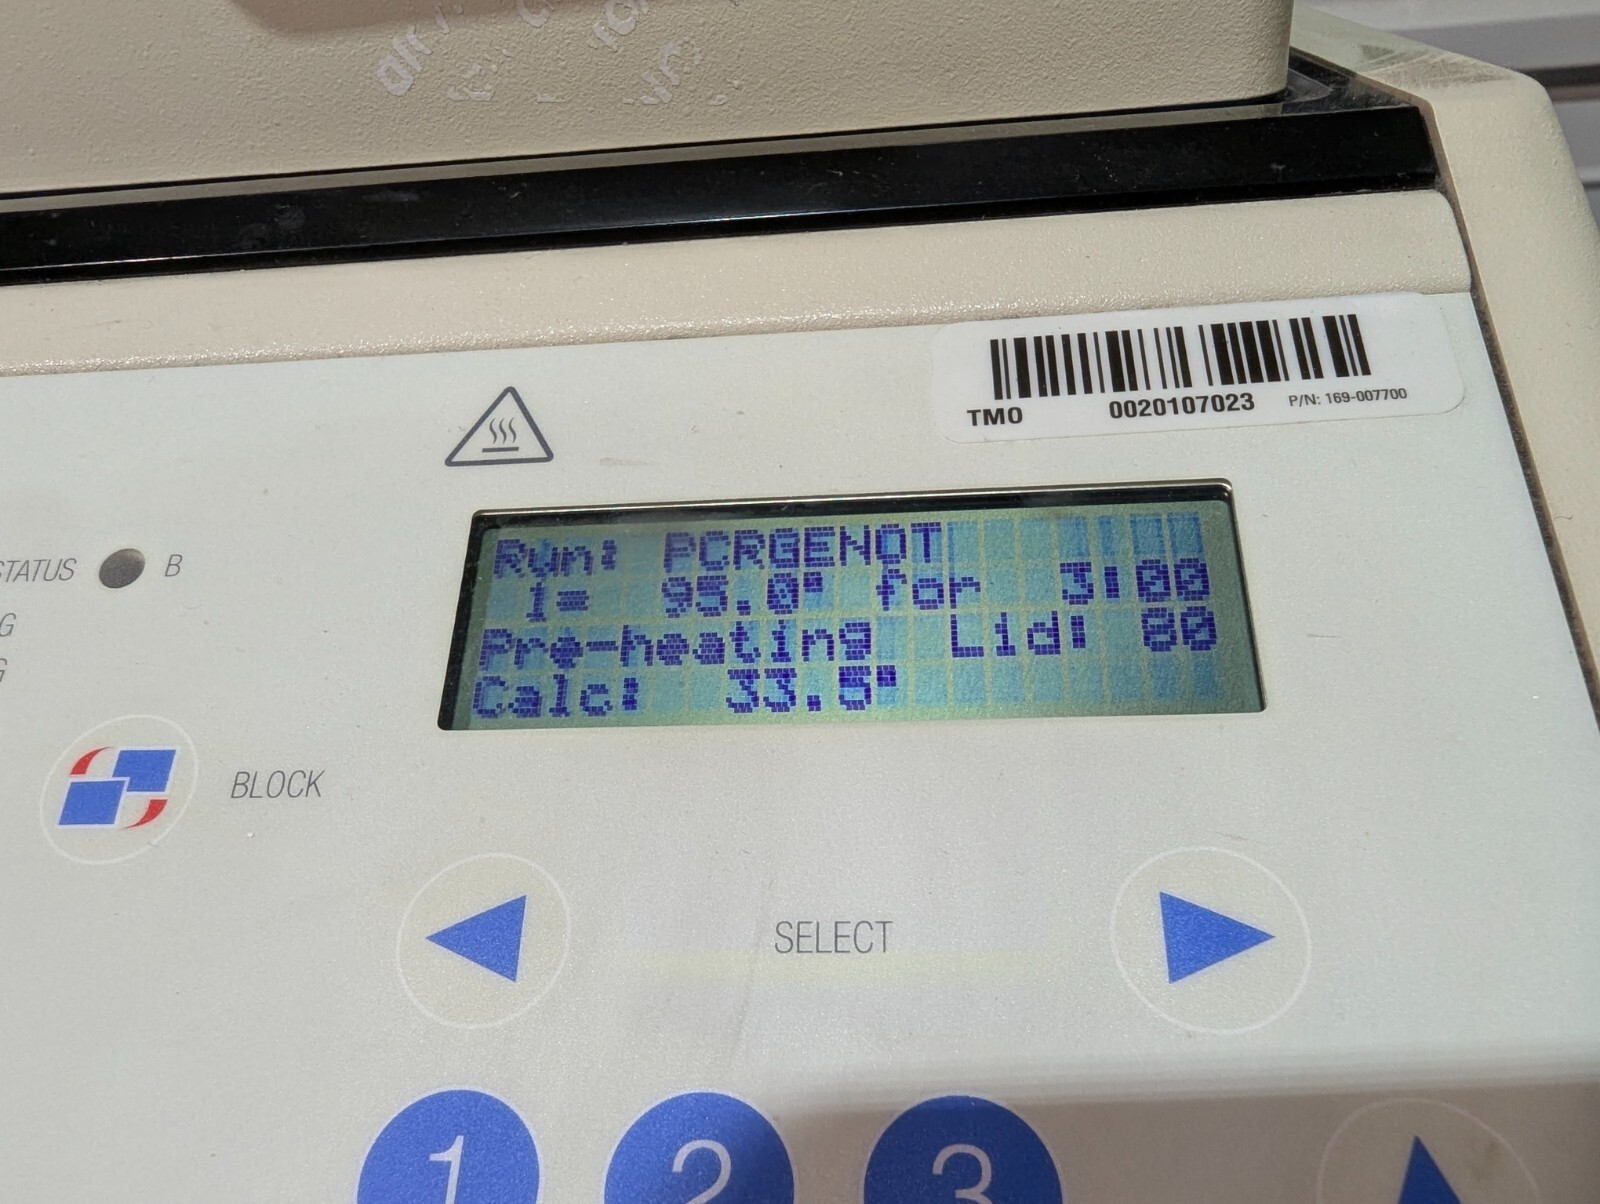 TMO 0020107023 P/N: 169-007700
Run: PCRGENOT
1= 95.0° for 3:00
Pre-heating Lid: 80
Calc: 33.5°
STATUS B
BLOCK
SELECT
1 2 3